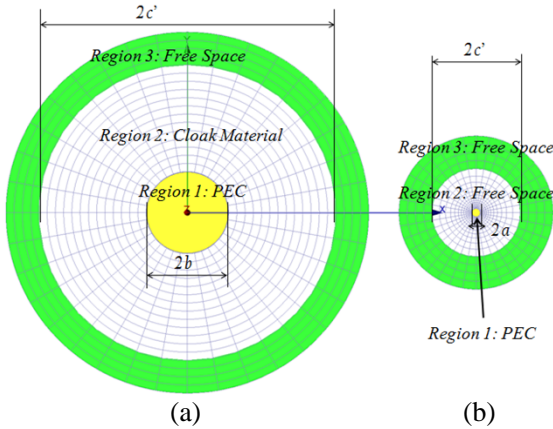 2c'
2c'
Y
Region 3: Free Space
Region 2: Cloak Material
Region 3: Free Space
Region 1: PEC
Region 2: Free Space
Z
X
2a
2b
Region 1: PEC
(a)
(b)